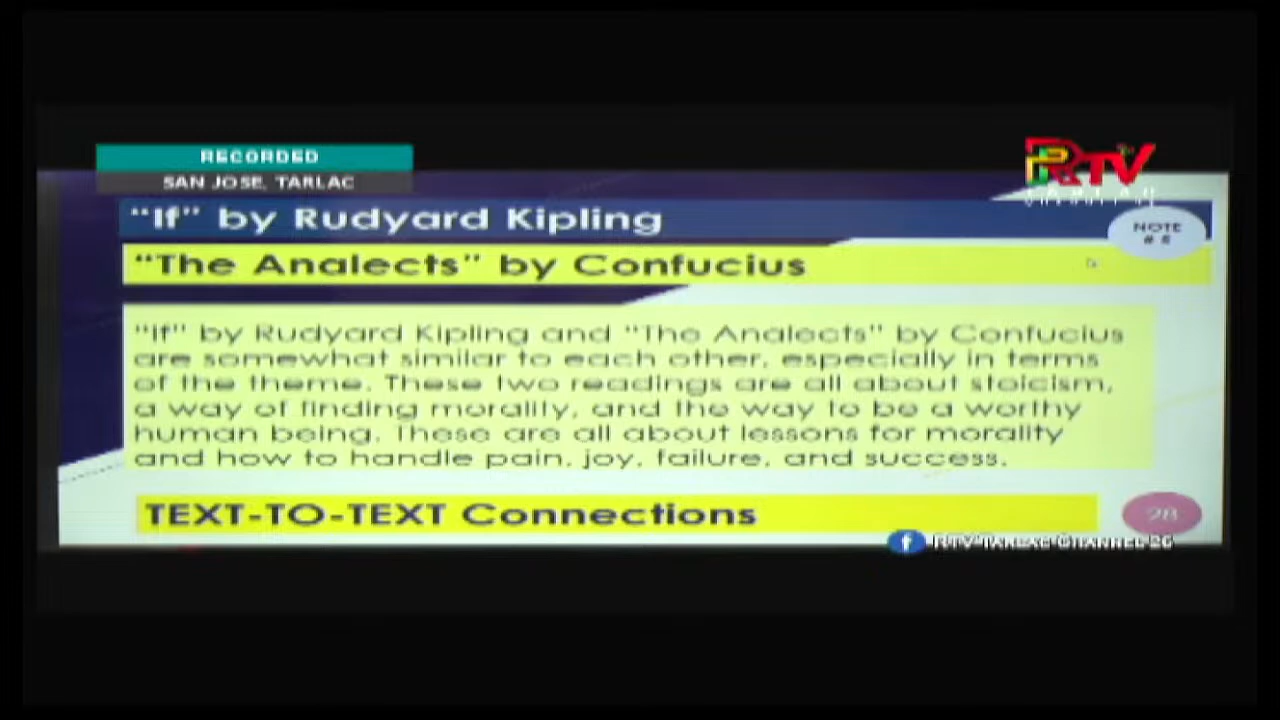 RECORDED
SAN JOSE, TARLAC
RTV
"If" by Rudyard Kipling
NOTE
"The Analects" by Confucius
"If" by Rudyard Kipling and "The Analects" by Confucius
are somewhat similar to each other, especially in terms
of the theme. These two readings are all about stoicism,
a way of finding morality, and the way to be a worthy
human being. These are all about lessons for morality
and how to handle pain, joy, failure, and success.
TEXT-TO-TEXT Connections
28
RTV TARLAC CHANNEL 26